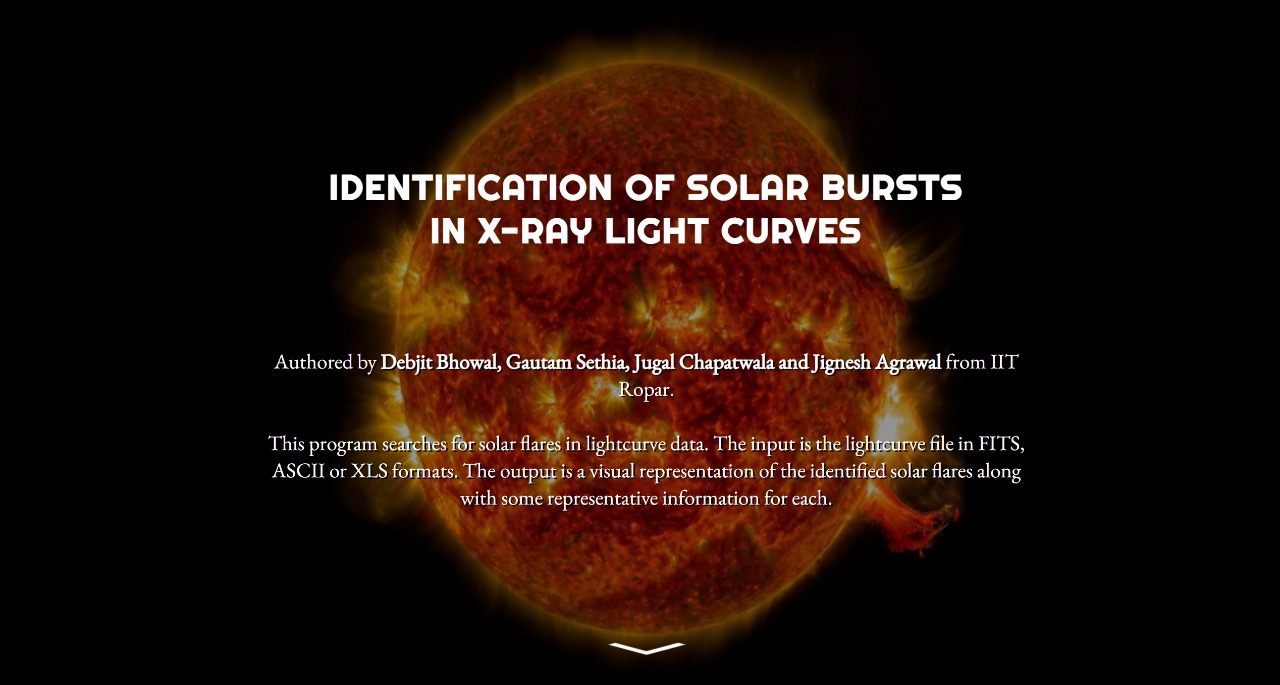 IDENTIFICATION OF SOLAR BURSTS
IN X-RAY LIGHT CURVES
Authored by Debjit Bhowal, Gautam Sethia, Jugal Chapatwala and Jignesh Agrawal from IIT
Ropar.
This program searches for solar flares in lightcurve data. The input is the lightcurve file in FITS,
ASCII or XLS formats. The output is a visual representation of the identified solar flares along
with some representative information for each.